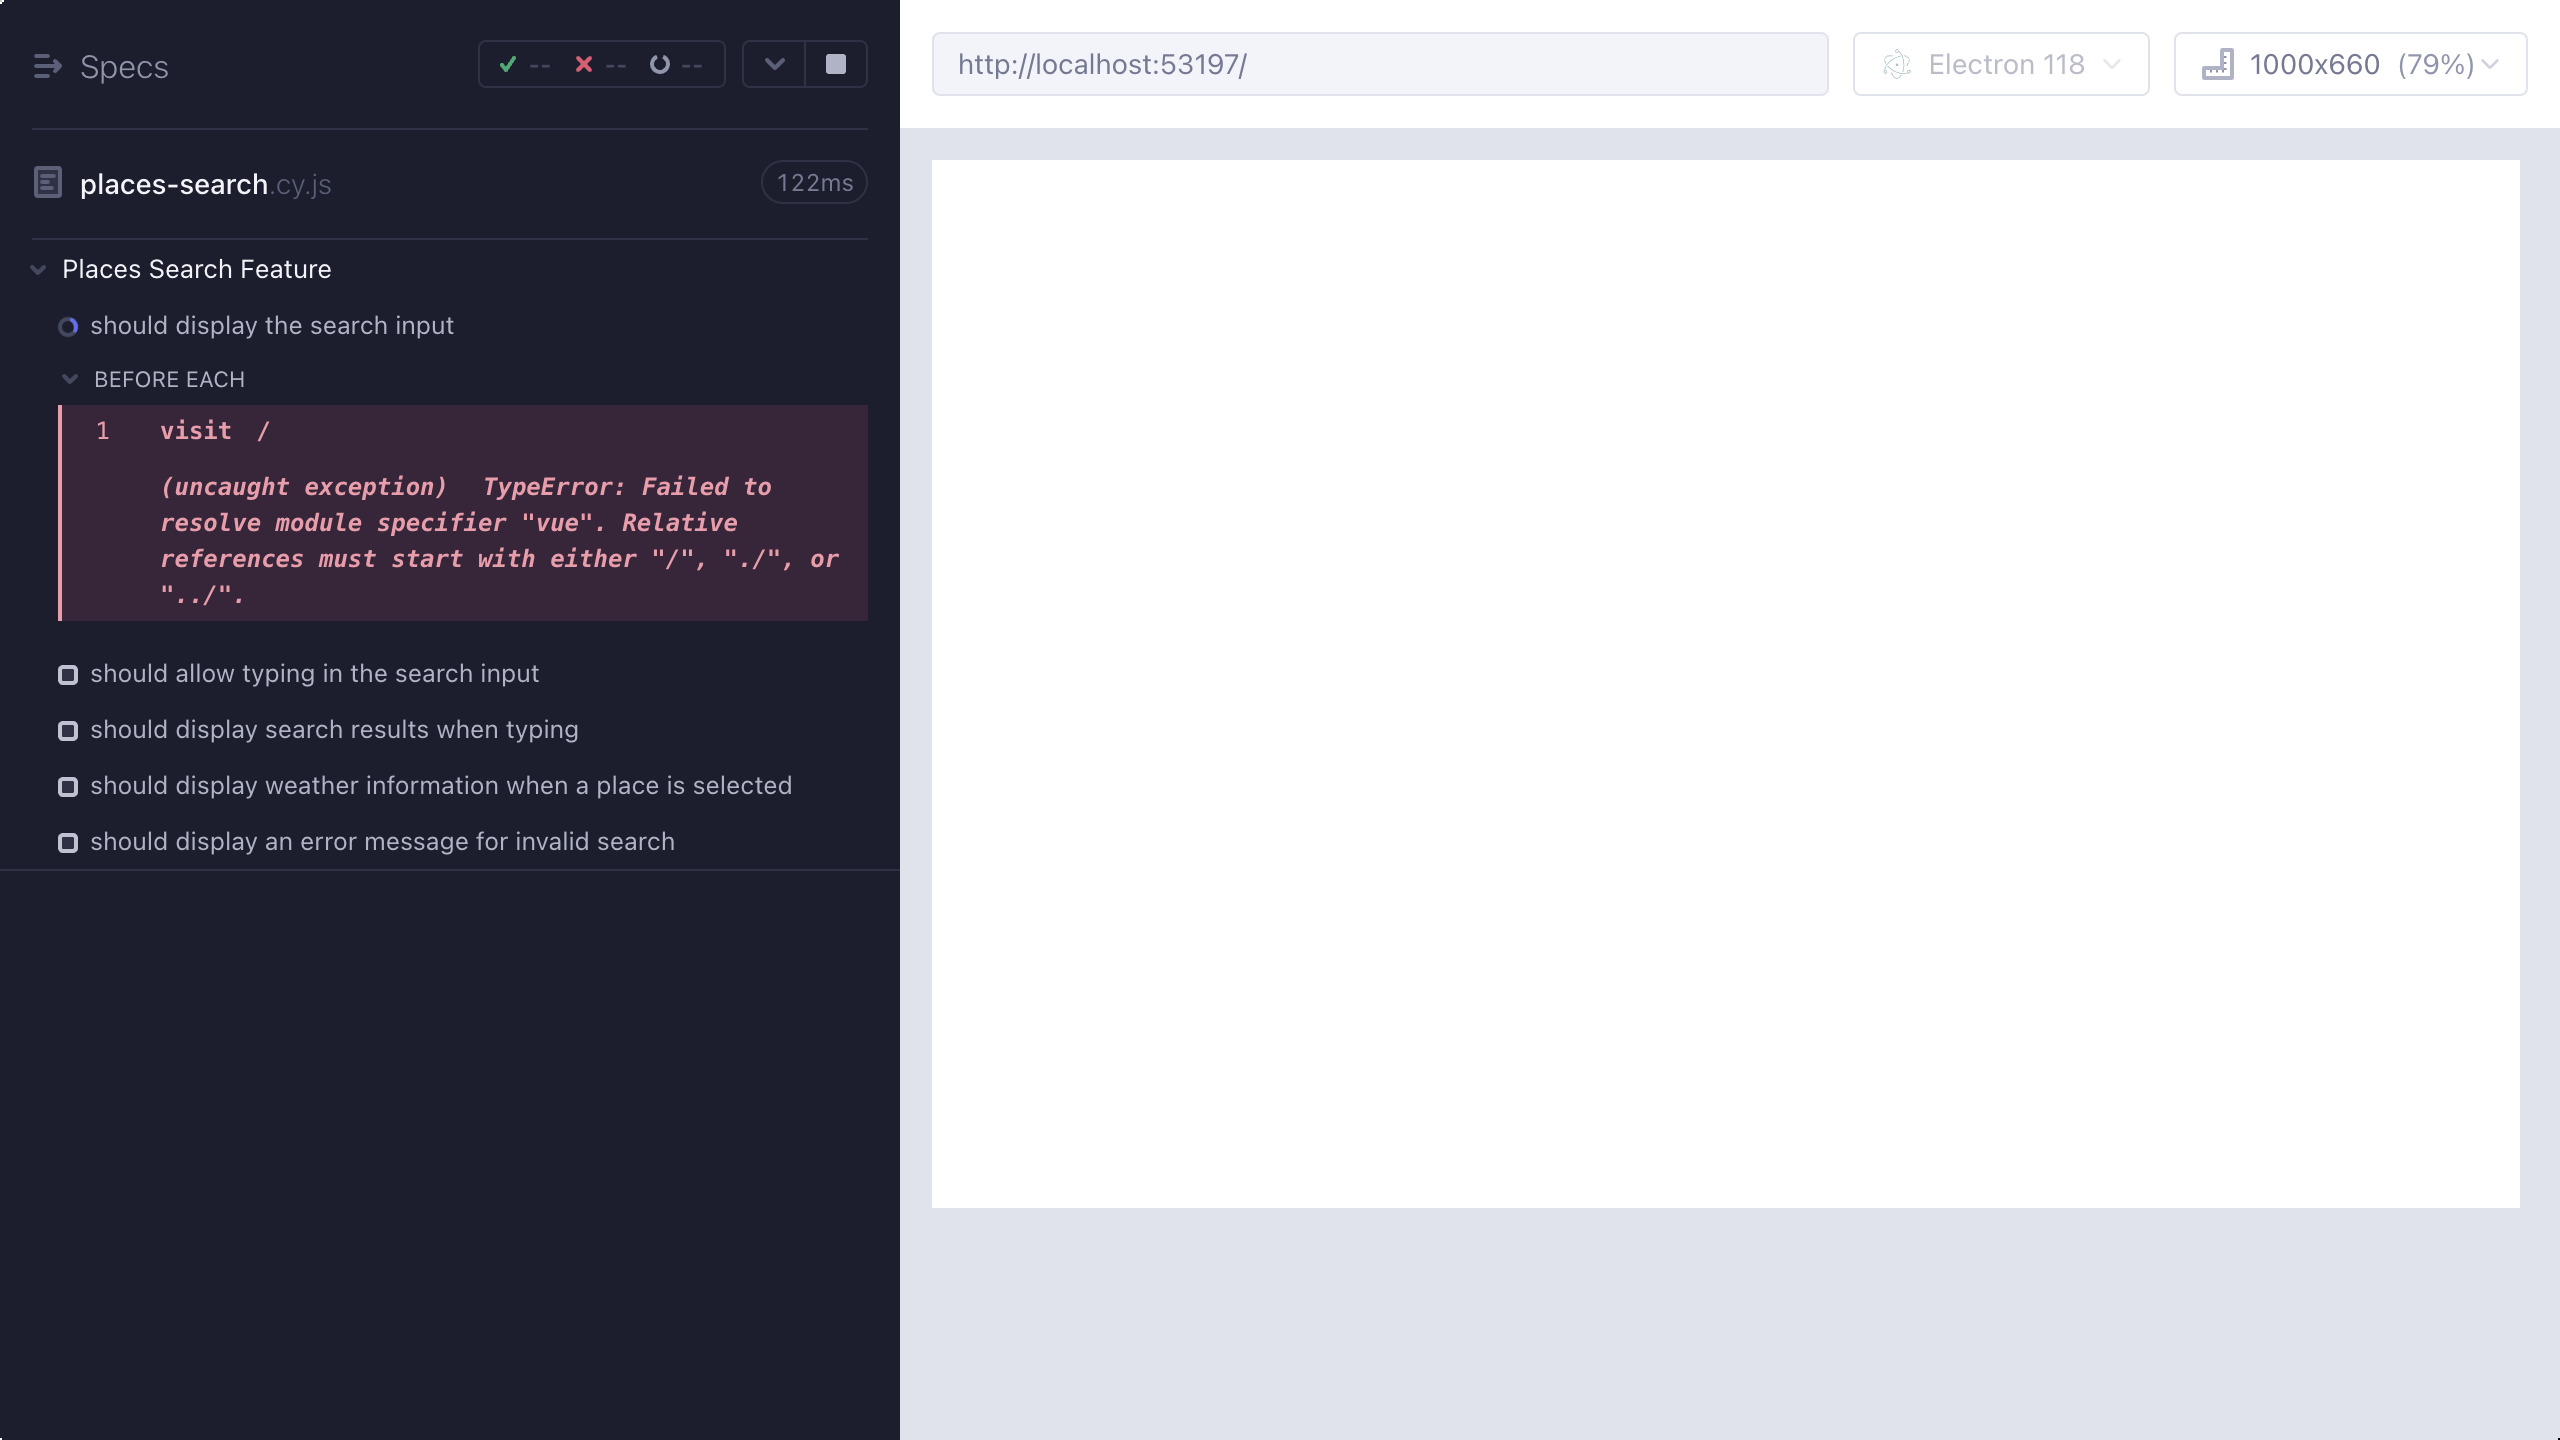 Specs
-- -- --
places-search.cy.js
122ms
Places Search Feature
should display the search input
BEFORE EACH
1 visit /
(uncaught exception) TypeError: Failed to
resolve module specifier "vue". Relative
references must start with either "/", "./", or
"../".
should allow typing in the search input
should display search results when typing
should display weather information when a place is selected
should display an error message for invalid search
http://localhost:53197/
Electron 118
1000x660 (79%)